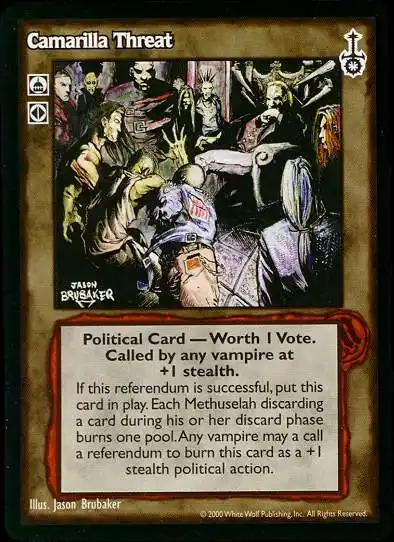 Camarilla Threat
JASON
BRUBAKER
Political Card — Worth 1 Vote.
Called by any vampire at
+1 stealth.
If this referendum is successful, put this
card in play. Each Methuselah discarding
a card during his or her discard phase
burns one pool. Any vampire may a call
a referendum to burn this card as a +1
stealth political action.
Illus. Jason Brubaker
© 2000 White Wolf Publishing, Inc. All Rights Reserved.